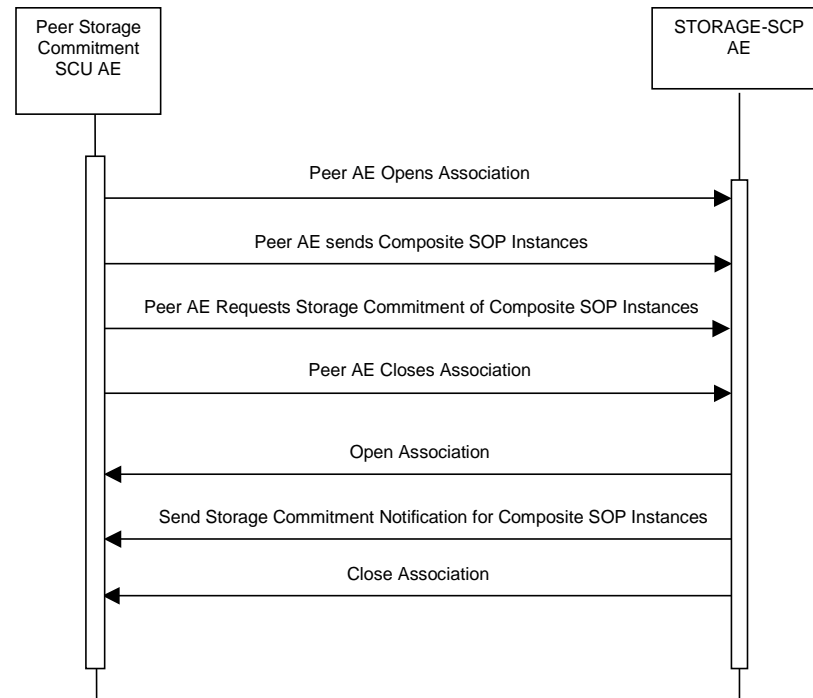 Peer Storage
Commitment
SCU AE
STORAGE-SCP
AE
Peer AE Opens Association
Peer AE sends Composite SOP Instances
Peer AE Requests Storage Commitment of Composite SOP Instances
Peer AE Closes Association
Open Association
Send Storage Commitment Notification for Composite SOP Instances
Close Association